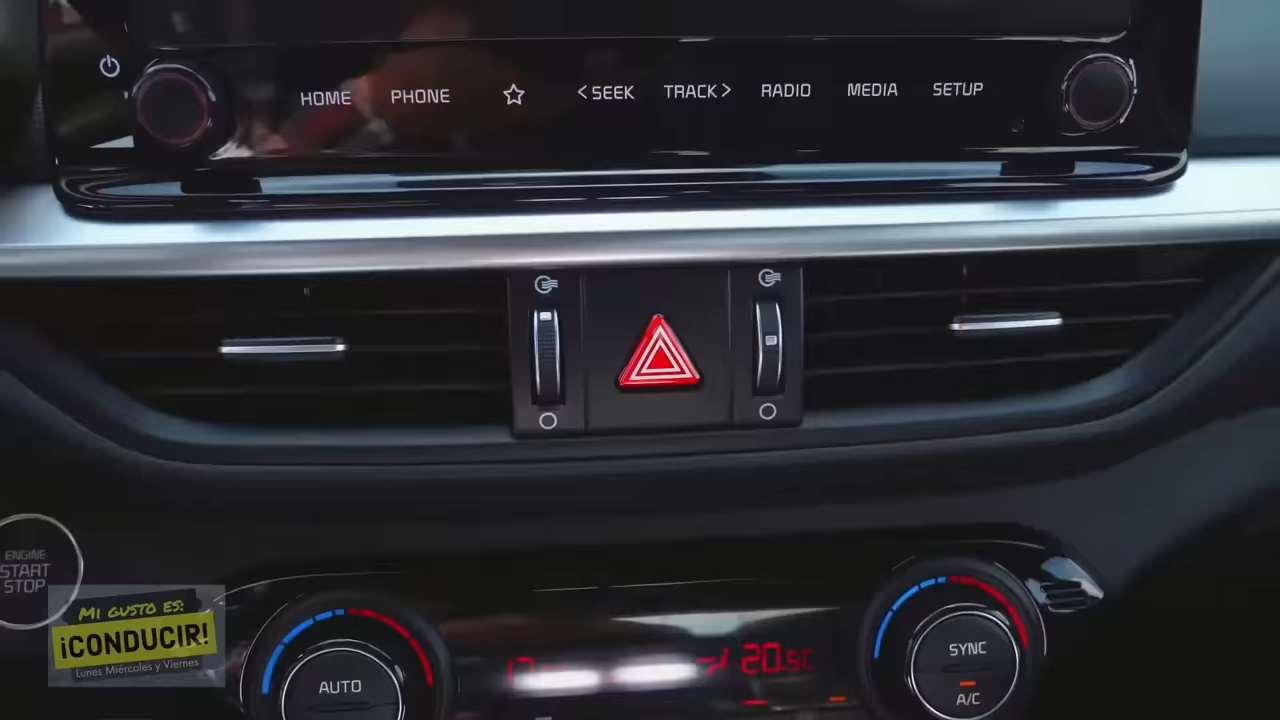 HOME PHONE < SEEK TRACK > RADIO MEDIA SETUP
ENGINE
START
STOP
MI GUSTO ES:
¡CONDUCIR!
Lunes Miércoles y Viernes
AUTO
20.5C
SYNC
A/C